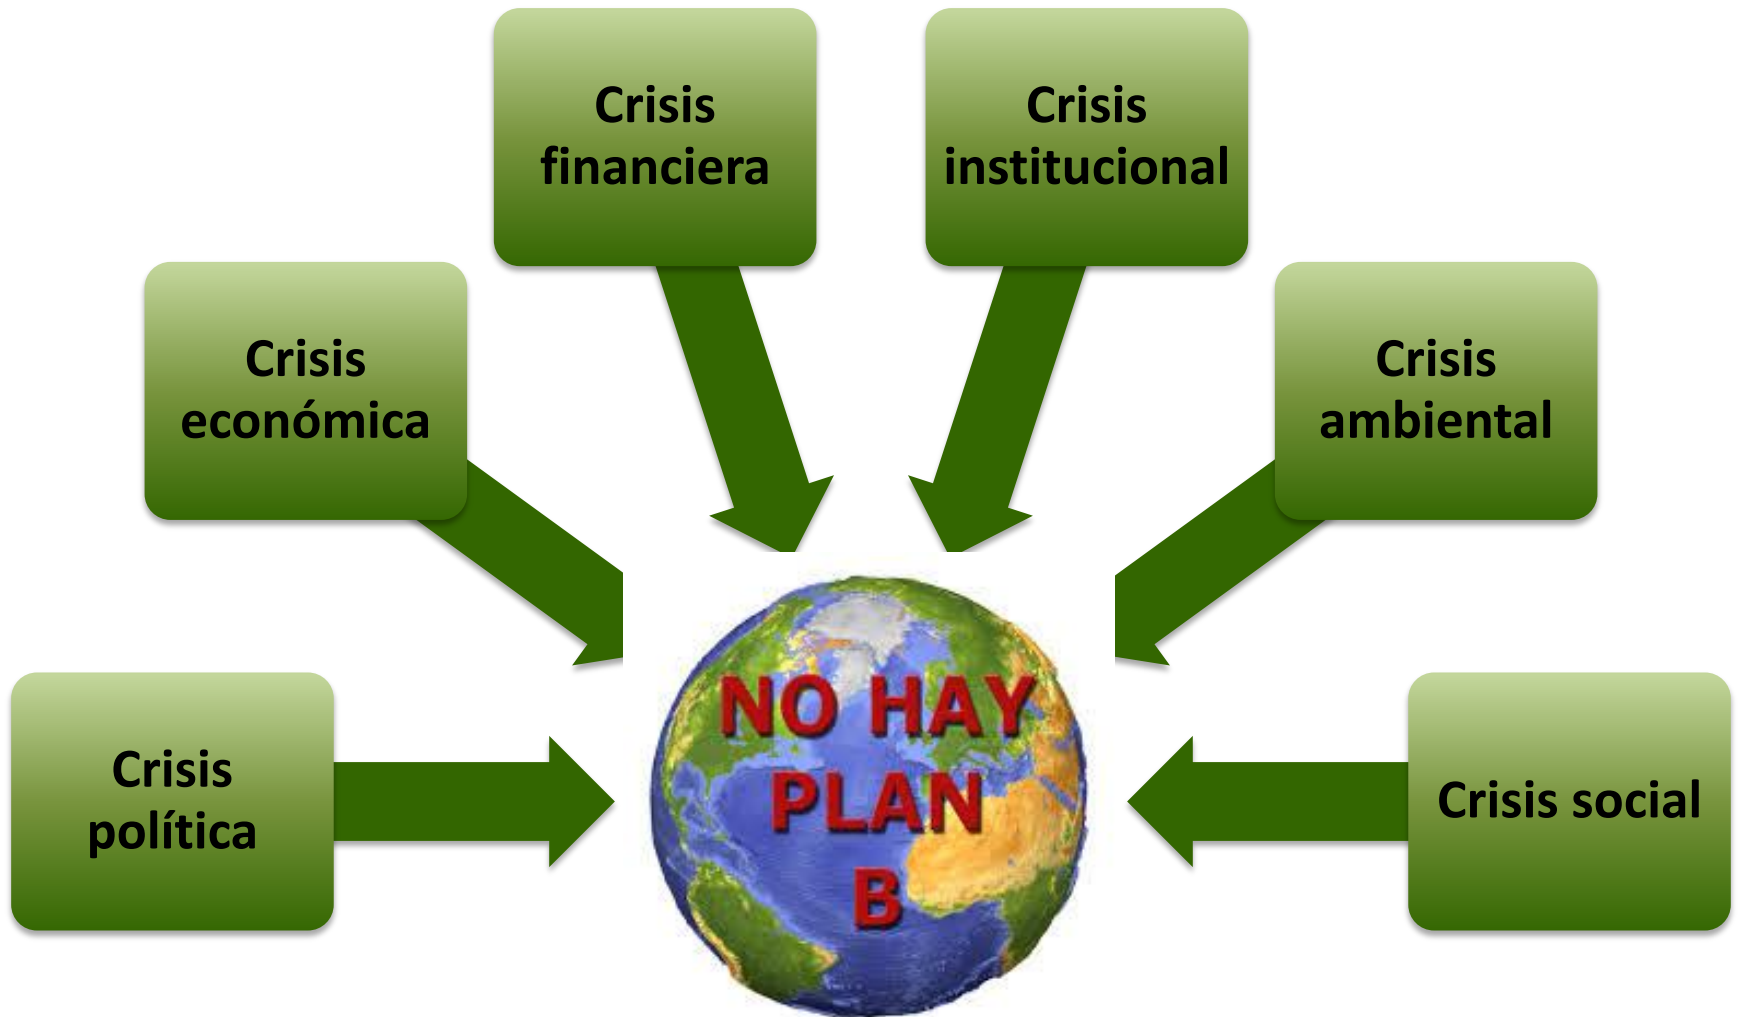 Crisis
financiera
Crisis
institucional
Crisis
económica
Crisis
ambiental
Crisis
política
NO HAY
PLAN
B
Crisis social